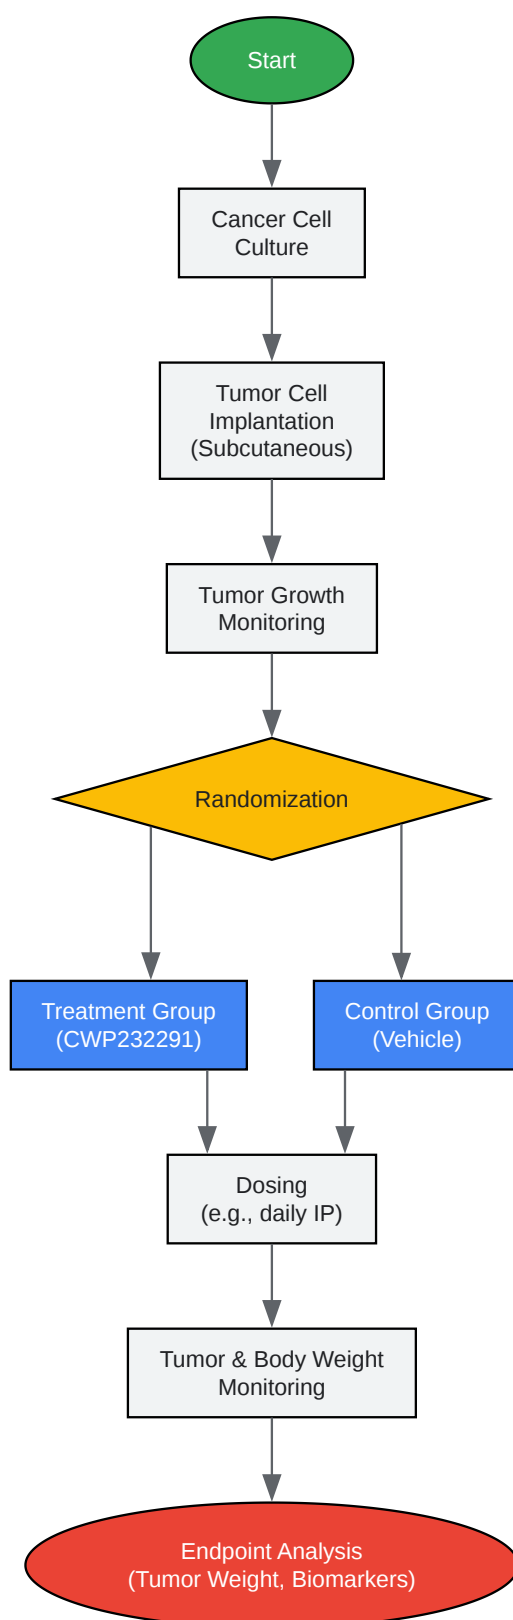 Start
Cancer Cell
Culture
Tumor Cell
Implantation
(Subcutaneous)
Tumor Growth
Monitoring
Randomization
Treatment Group
(CWP232291)
Control Group
(Vehicle)
Dosing
(e.g., daily IP)
Tumor & Body Weight
Monitoring
Endpoint Analysis
(Tumor Weight, Biomarkers)